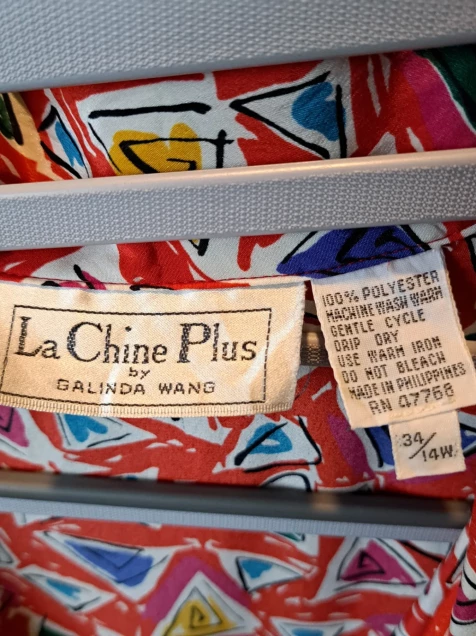 La Chine Plus
by
GALINDA WANG
100% POLYESTER
MACHINE WASH WARM
GENTLE CYCLE
DRIP DRY
USE WARM IRON
DO NOT BLEACH
MADE IN PHILIPPINES
RN 47768
34/14W